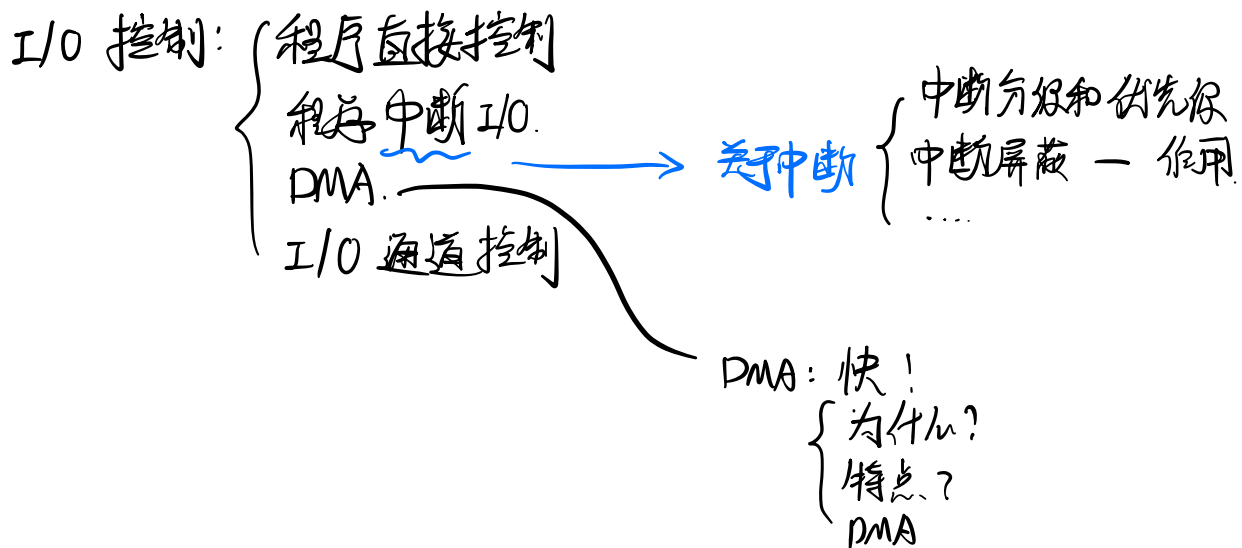 I/O 控制:
程序直接控制
程序中断 I/O.
DMA.
I/O 通道控制
关于中断
中断分级和优先级
中断屏蔽 — 作用
....
DMA: 快!
为什么?
特点?
DMA